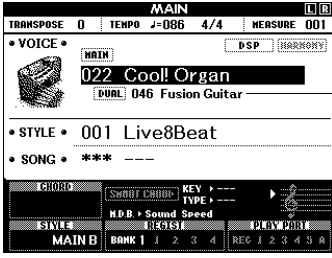 MAIN L R
TRANSPOSE 0 TEMPO ♩=086 4/4 MEASURE 001
• VOICE • DSP HARMONY
MAIN
022 Cool! Organ
DUAL 046 Fusion Guitar
• STYLE • 001 Live8Beat
• SONG • *** ---
CHORD SMART CHORD KEY ▸ ---
TYPE ▸ ---
M.D.B. ▸ Sound Speed
STYLE REGIST PLAY PART
MAIN B BANK 1 1 2 3 4 REC 1 2 3 4 5 A